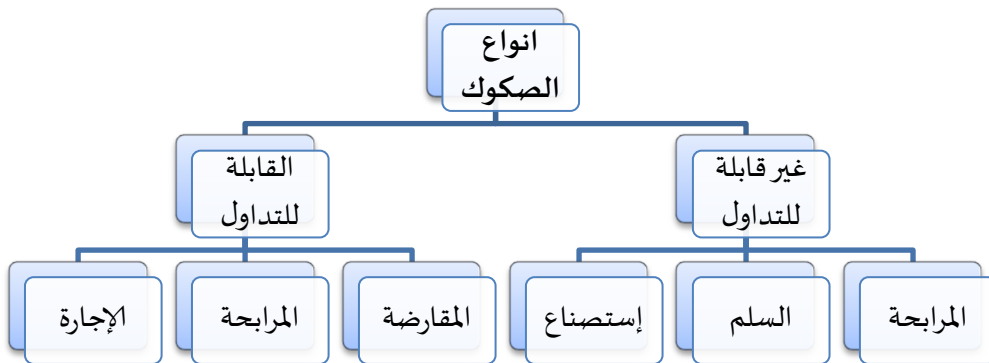 انواع
الصكوك
غير قابلة
للتداول
القابلة
للتداول
المرابحة
السلم
إستصناع
المقارضة
المرابحة
الإجارة